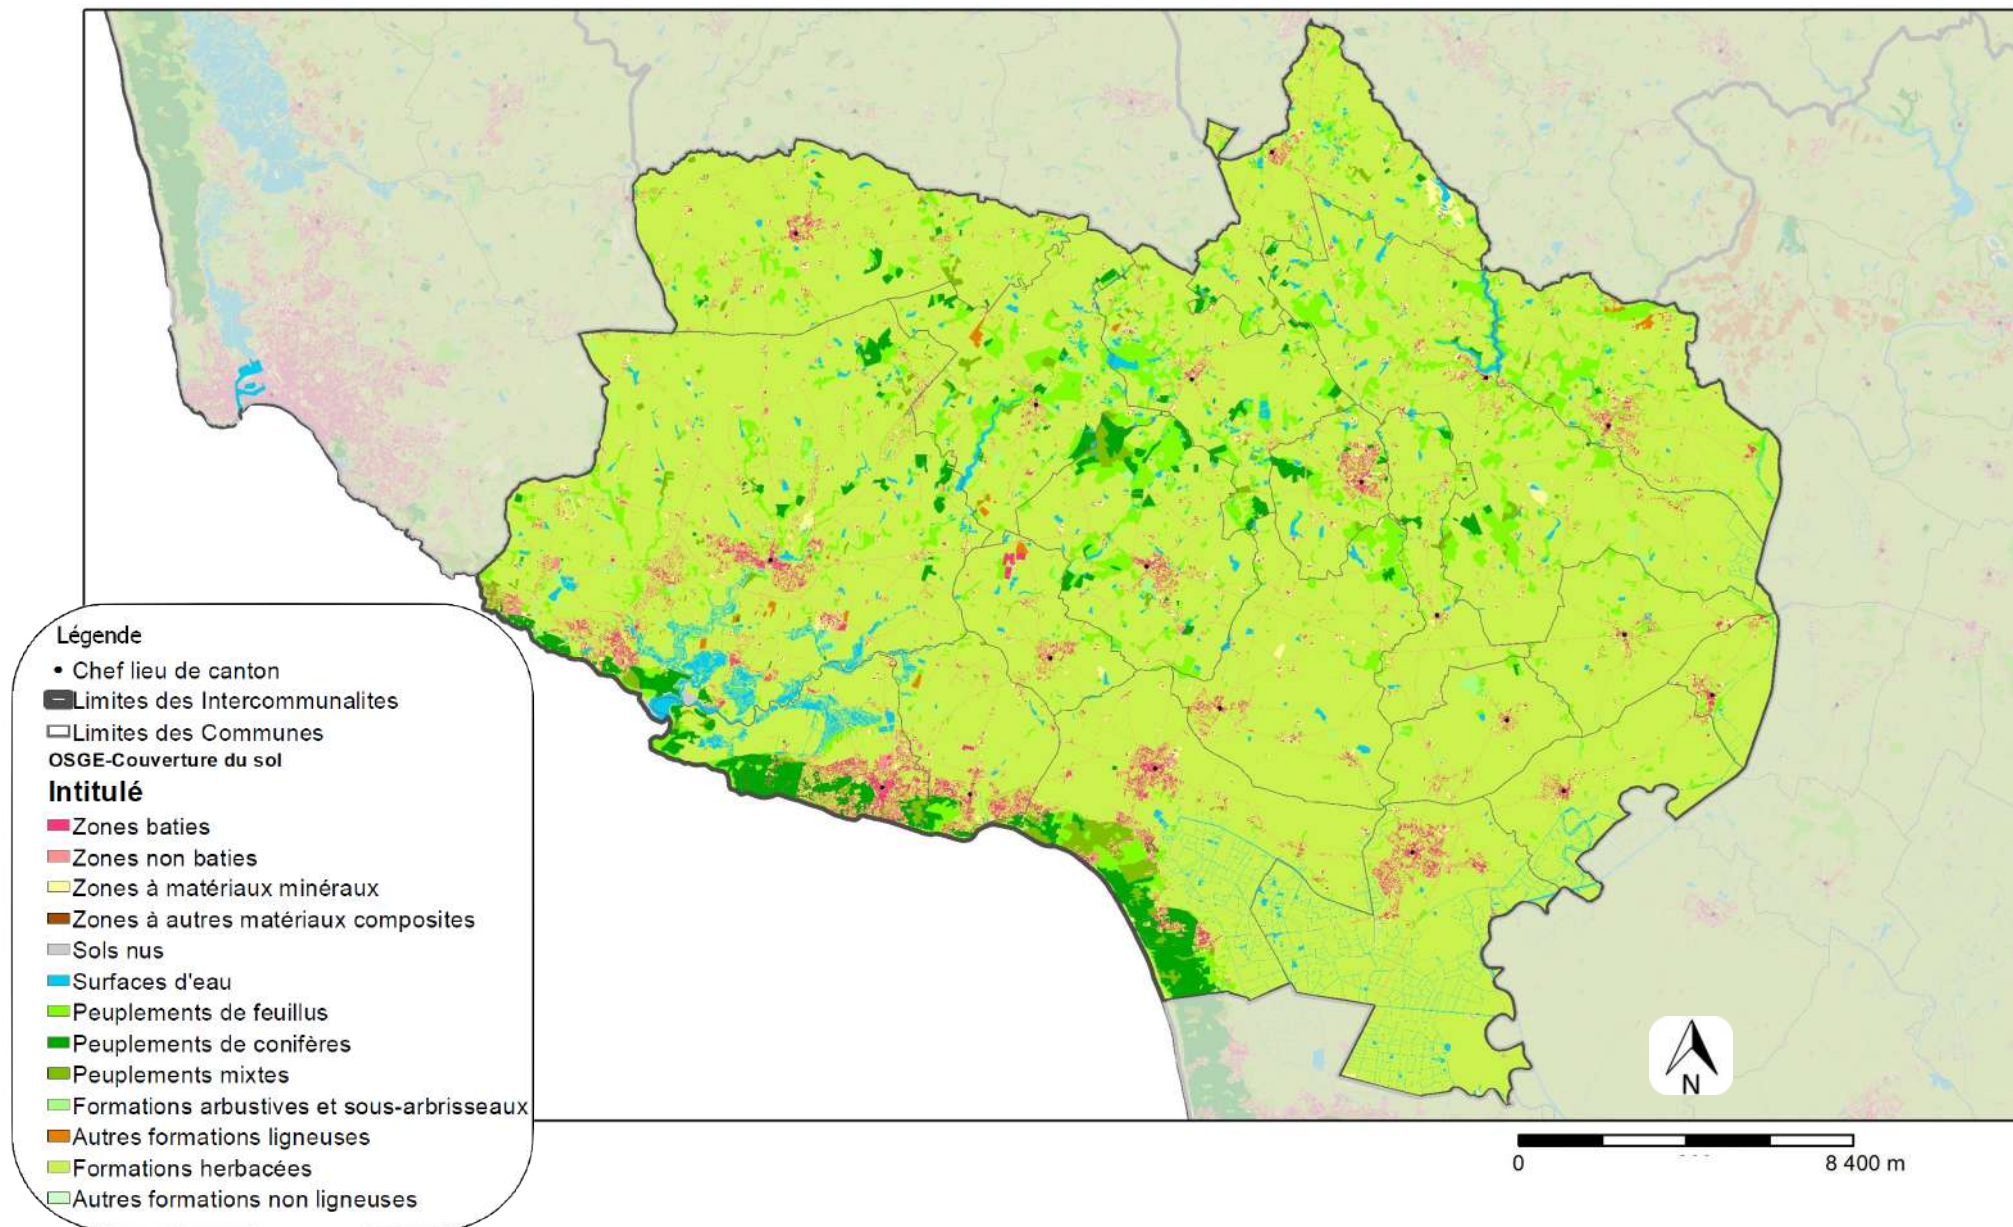 Légende
Chef lieu de canton
Limites des Intercommunalites
Limites des Communes
OSGE-Couverture du sol
Intitulé
Zones baties
Zones non baties
Zones à matériaux minéraux
Zones à autres matériaux composites
Sols nus
Surfaces d'eau
Peuplements de feuillus
Peuplements de conifères
Peuplements mixtes
Formations arbustives et sous-arbrisseaux
Autres formations ligneuses
Formations herbacées
Autres formations non ligneuses
N
0 8 400 m